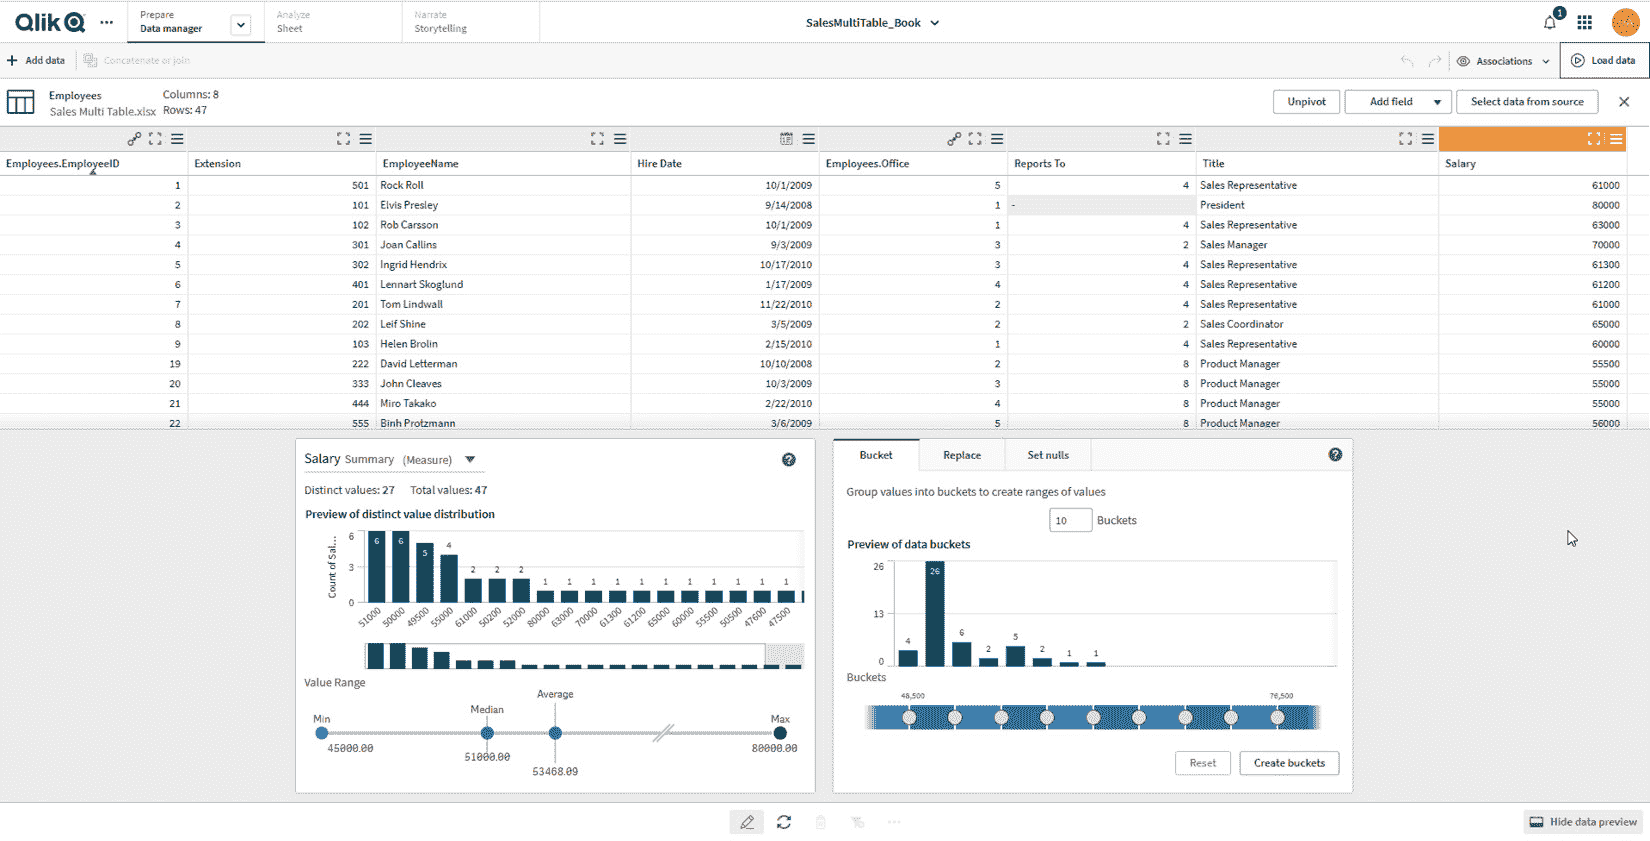 Qlik Q ••• Prepare Data manager Analyze Sheet Narrate Storytelling SalesMultiTable_Book 1
Add data Concatenate or join Associations Load data
Employees Columns: 8
Sales Multi Table.xlsx Rows: 47 Unpivot Add field Select data from source
Employees.EmployeeID Extension EmployeeName Hire Date Employees.Office Reports To Title Salary
1 501 Rock Roll 10/1/2009 5 4 Sales Representative 61000
2 101 Elvis Presley 9/14/2008 1 - President 80000
3 102 Rob Carsson 10/1/2009 1 4 Sales Representative 63000
4 301 Joan Callins 9/3/2009 3 2 Sales Manager 70000
5 302 Ingrid Hendrix 10/17/2010 3 4 Sales Representative 61300
6 401 Lennart Skoglund 1/17/2009 4 4 Sales Representative 61200
7 201 Tom Lindwall 11/22/2010 2 4 Sales Representative 61000
8 202 Leif Shine 3/5/2009 2 2 Sales Coordinator 65000
9 103 Helen Brolin 2/15/2010 1 4 Sales Representative 60000
19 222 David Letterman 10/10/2008 2 8 Product Manager 55500
20 333 John Cleaves 10/3/2009 3 8 Product Manager 55000
21 444 Miro Takako 2/22/2010 4 8 Product Manager 55000
22 555 Binh Protzmann 3/6/2009 5 8 Product Manager 56000
Salary Summary (Measure)
Distinct values: 27 Total values: 47
Preview of distinct value distribution
Count of Sal...
6
3
0
6 6 5 4 2 2 2 1 1 1 1 1 1 1 1 1 1 1
51000 50000 49500 55000 61000 50200 52000 80000 63000 70000 61300 61200 65000 60000 55500 50500 47600 47500
Value Range
Average
Median
Min Max
45000.00 80000.00
51000.00
53468.09
Bucket Replace Set nulls
Group values into buckets to create ranges of values
10 Buckets
Preview of data buckets
26
13
0
4 26 6 2 5 2 1 1
Buckets
48,500 76,500
Reset Create buckets
Hide data preview